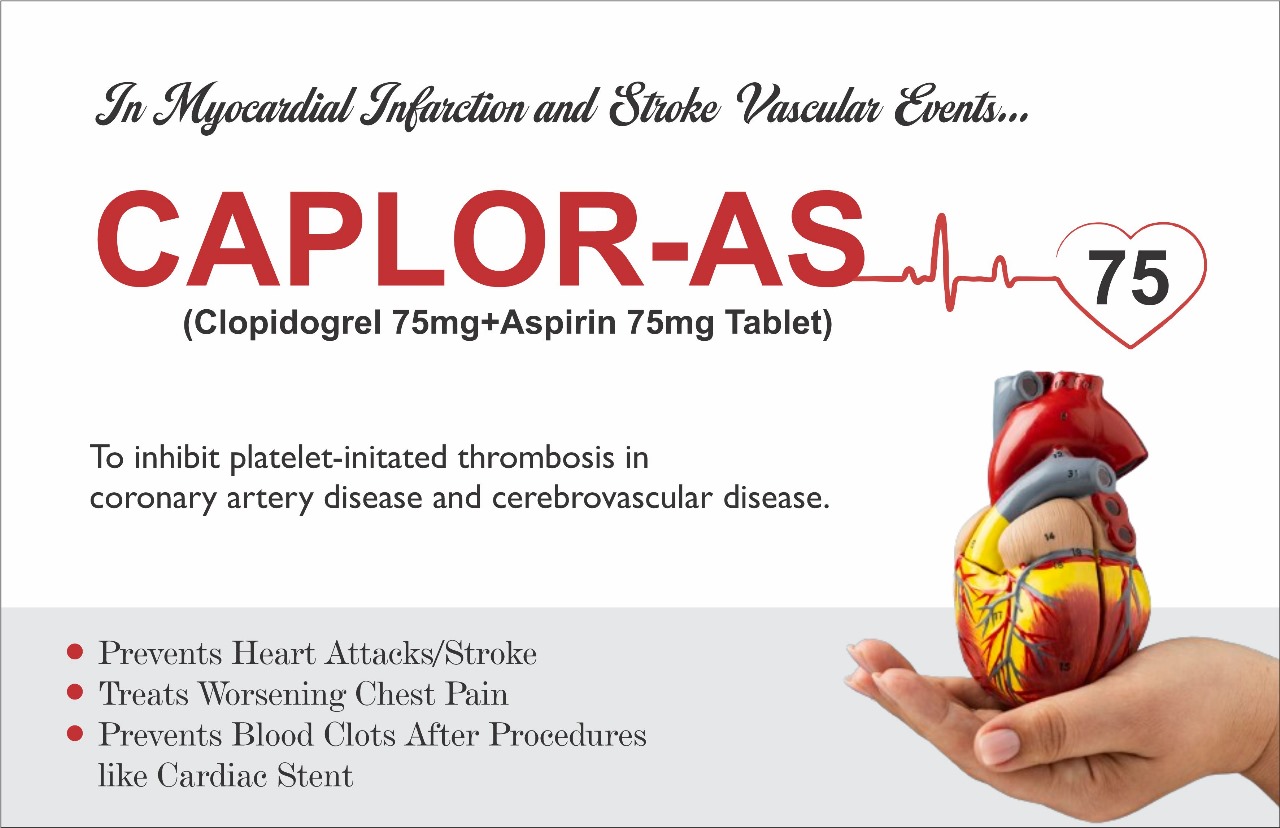 In Myocardial Infarction and Stroke Vascular Events...
CAPLOR-AS
75
(Clopidogrel 75mg+Aspirin 75mg Tablet)
To inhibit platelet-initated thrombosis in
coronary artery disease and cerebrovascular disease.
Prevents Heart Attacks/Stroke
Treats Worsening Chest Pain
Prevents Blood Clots After Procedures
like Cardiac Stent